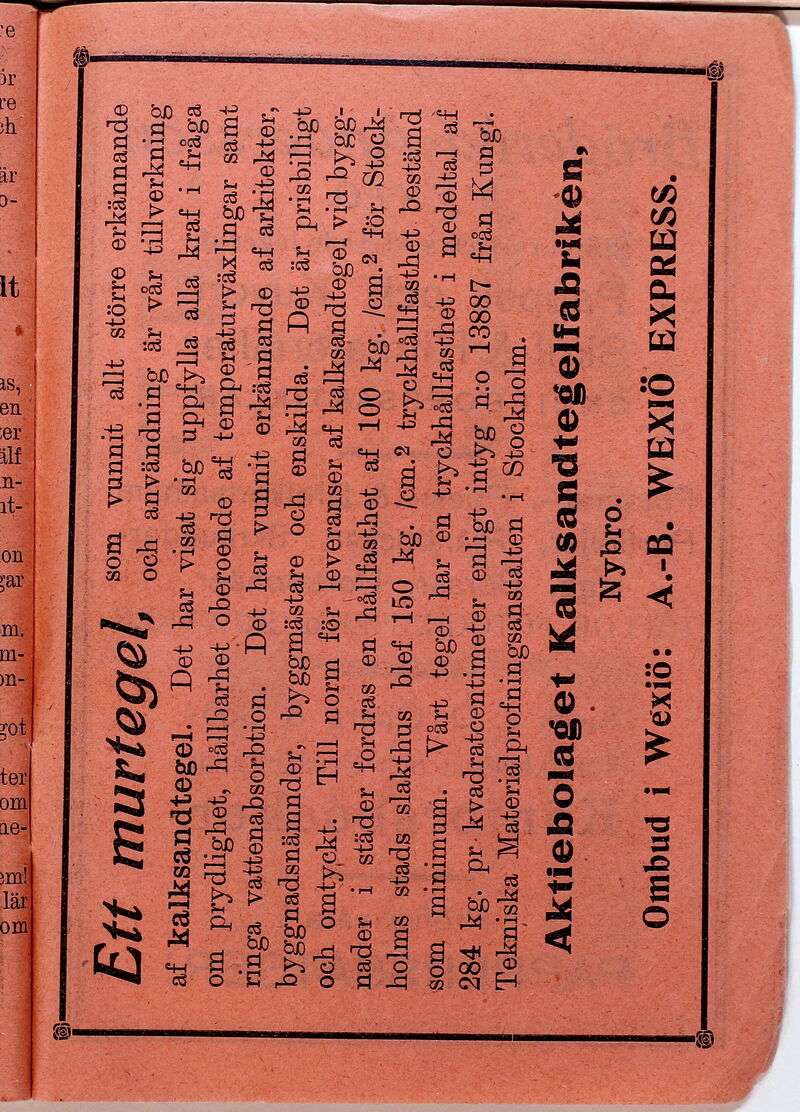 Ett murtegel, som vunnit allt större erkännande
och användning är vår tillverkning
af kalksandtegel. Det har visat sig uppfylla alla kraf i fråga
om prydlighet, hållbarhet oberoende af temperaturväxlingar samt
ringa vattenabsorbtion. Det har vunnit erkännande af arkitekter,
byggnadsnämnder, byggmästare och enskilda. Det är prisbilligt
och omtyckt. Till norm för leveranser af kalksandtegel vid bygg-
nader i städer fordras en hållfasthet af 100 kg. /cm.² för Stock-
holms stads slakthus blef 150 kg. /cm.² tryckhållfasthet bestämd
som minimum. Vårt tegel har en tryckhållfasthet i medeltal af
284 kg. pr kvadratcentimeter enligt intyg n:o 13887 från Kungl.
Tekniska Materialprofningsanstalten i Stockholm.
Aktiebolaget Kalksandtegelfabriken,
Nybro.
Ombud i Wexiö: A.-B. WEXIÖ EXPRESS.